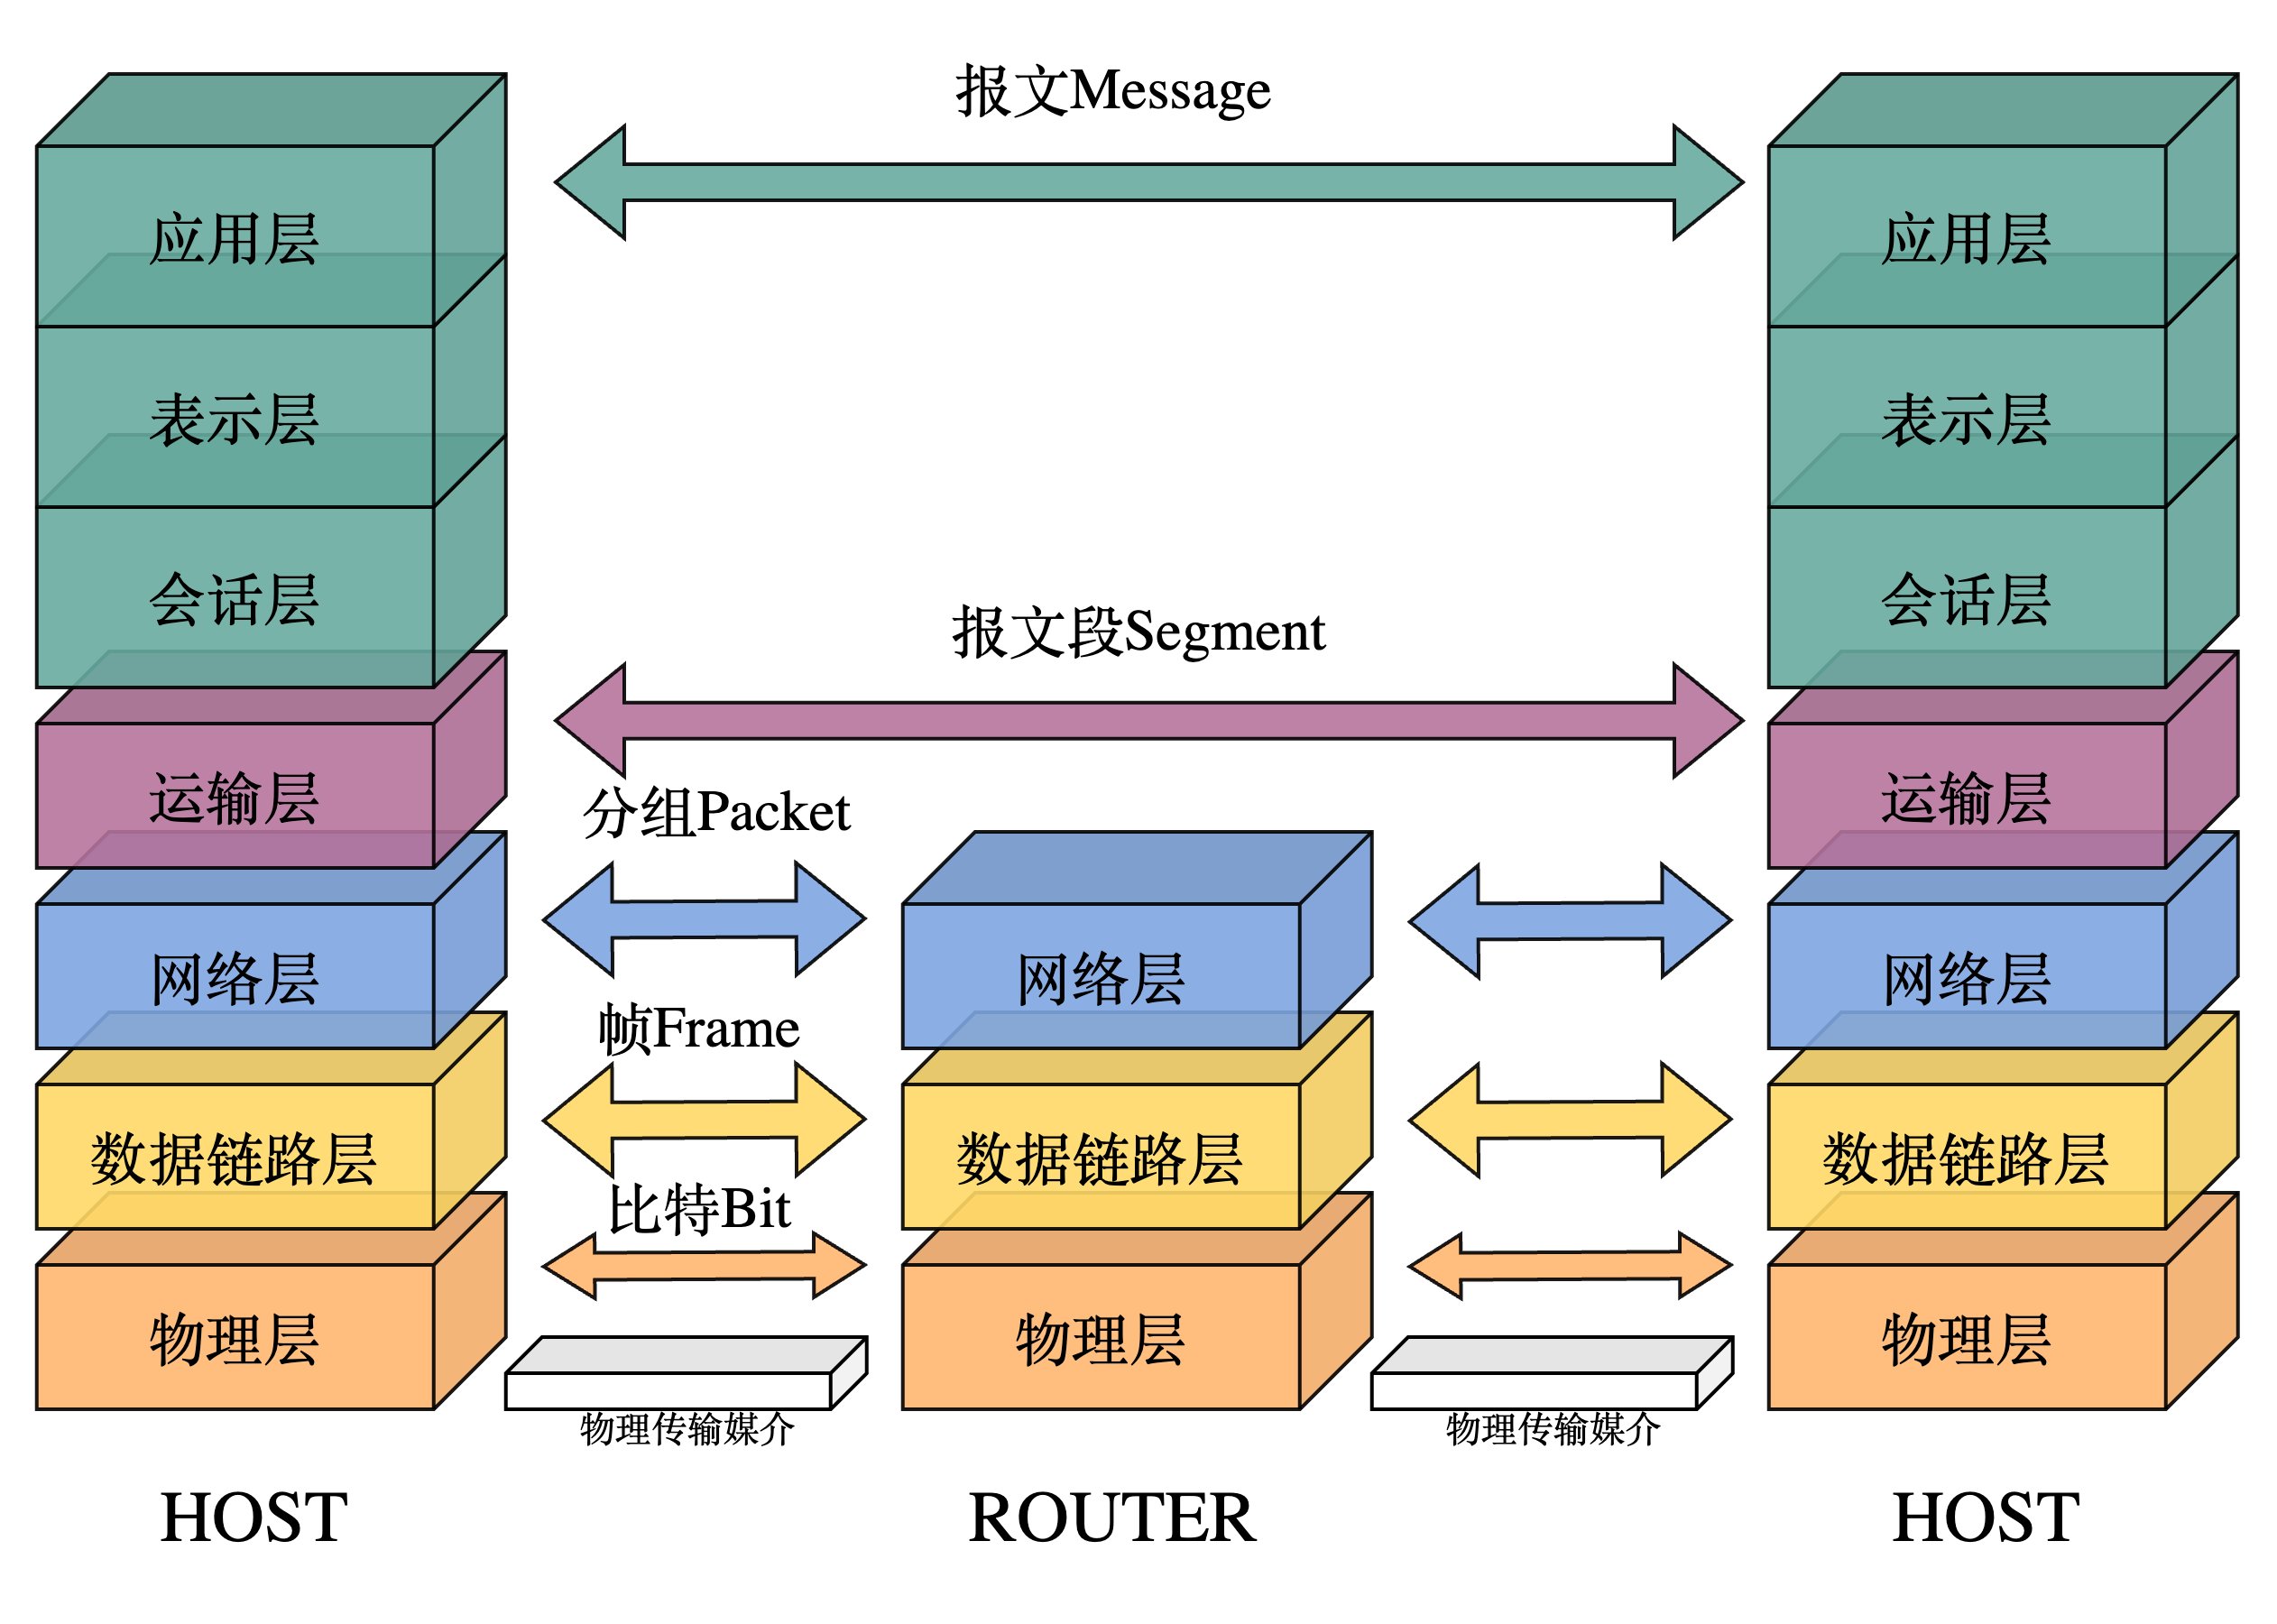 报文Message
应用层
应用层
表示层
表示层
会话层
会话层
报文段Segment
运输层
分组Packet
运输层
网络层
网络层
网络层
帧Frame
数据链路层
数据链路层
数据链路层
比特Bit
物理层
物理层
物理层
物理传输媒介
物理传输媒介
HOST
ROUTER
HOST